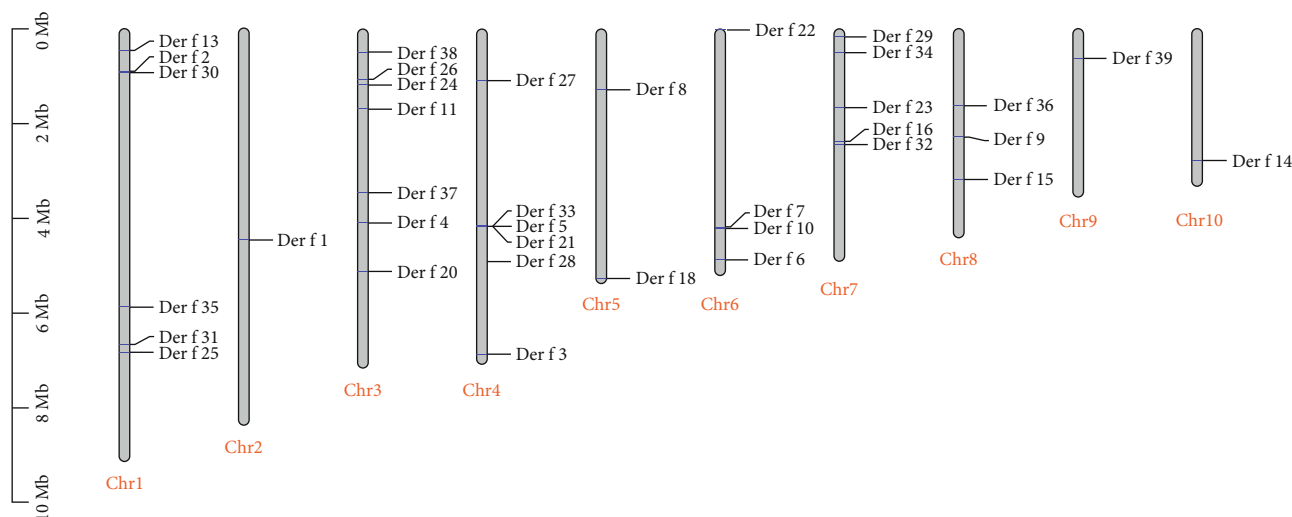 0 Mb
2 Mb
4 Mb
6 Mb
8 Mb
10 Mb
Der f 13
Der f 2
Der f 30
Der f 35
Der f 31
Der f 25
Chr1
Der f 1
Chr2
Der f 38
Der f 26
Der f 24
Der f 11
Der f 37
Der f 4
Der f 20
Chr3
Der f 27
Der f 33
Der f 5
Der f 21
Der f 28
Der f 3
Chr4
Der f 8
Der f 18
Chr5
Der f 22
Der f 7
Der f 10
Der f 6
Chr6
Der f 29
Der f 34
Der f 23
Der f 16
Der f 32
Chr7
Der f 36
Der f 9
Der f 15
Chr8
Der f 39
Chr9
Der f 14
Chr10